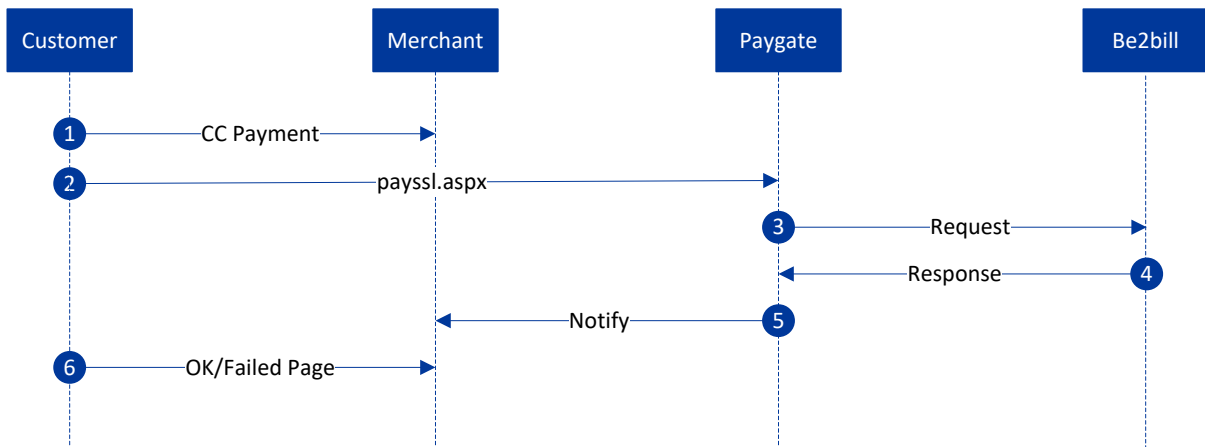 Customer
Merchant
Paygate
Be2bill
1 CC Payment
2 payssl.aspx
3 Request
Response 4
Notify 5
6 OK/Failed Page